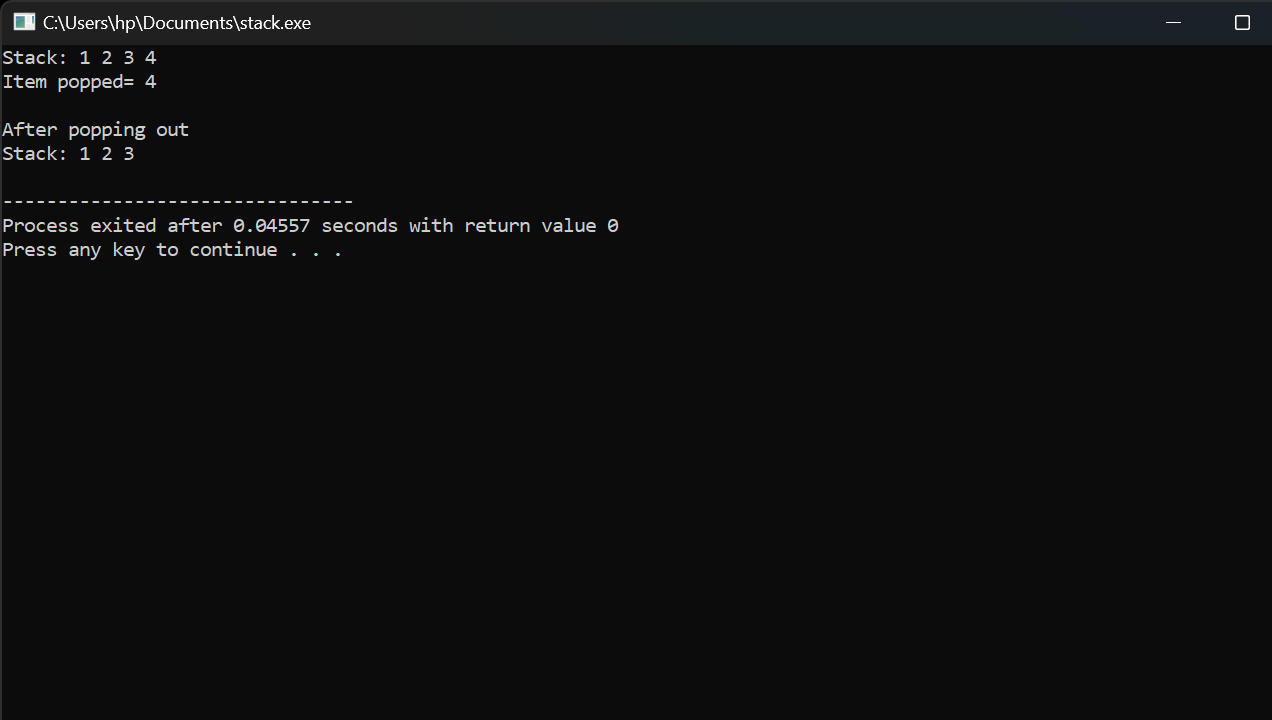 C:\Users\hp\Documents\stack.exe
Stack: 1 2 3 4
Item popped= 4
After popping out
Stack: 1 2 3
--------------------------------
Process exited after 0.04557 seconds with return value 0
Press any key to continue . . .